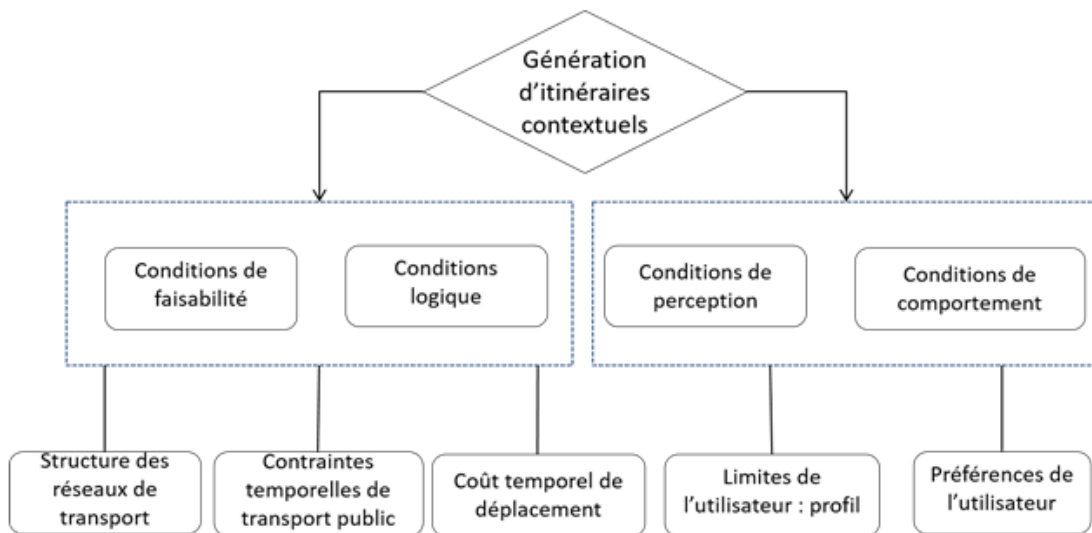 Génération
d'itinéraires
contextuels
Conditions de
faisabilité
Conditions
logique
Conditions de
perception
Conditions de
comportement
Structure des
réseaux de
transport
Contraintes
temporelles de
transport public
Coût temporel de
déplacement
Limites de
l'utilisateur : profil
Préférences de
l'utilisateur